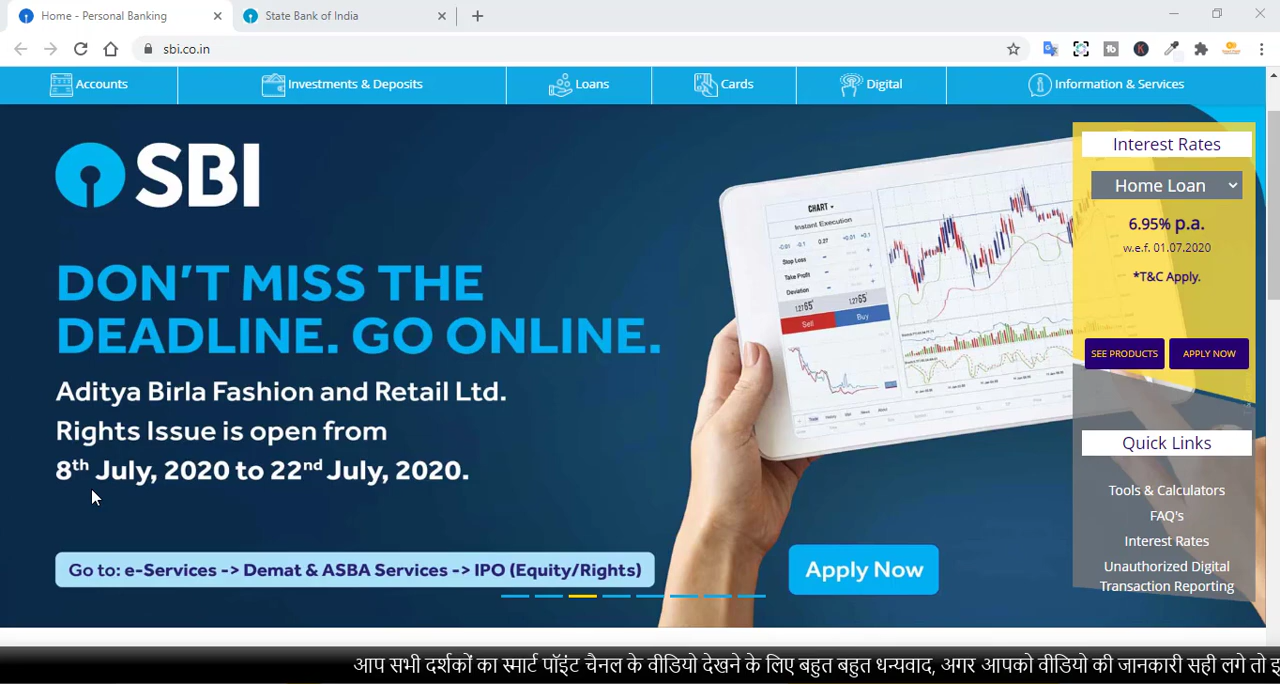 Home - Personal Banking
State Bank of India
sbi.co.in
Accounts
Investments & Deposits
Loans
Cards
Digital
Information & Services
SBI
DON'T MISS THE
DEADLINE. GO ONLINE.
Aditya Birla Fashion and Retail Ltd.
Rights Issue is open from
8th July, 2020 to 22nd July, 2020.
Go to: e-Services -> Demat & ASBA Services -> IPO (Equity/Rights)
Apply Now
CHART
Instant Execution
Stop Loss
Take Profit
Deviation
Sell
Buy
Interest Rates
Home Loan
6.95% p.a.
w.e.f. 01.07.2020
*T&C Apply.
SEE PRODUCTS
APPLY NOW
Quick Links
Tools & Calculators
FAQ's
Interest Rates
Unauthorized Digital
Transaction Reporting
आप सभी दर्शकों का स्मार्ट पॉइंट चैनल के वीडियो देखने के लिए बहुत बहुत धन्यवाद, अगर आपको वीडियो की जानकारी सही लगे तो